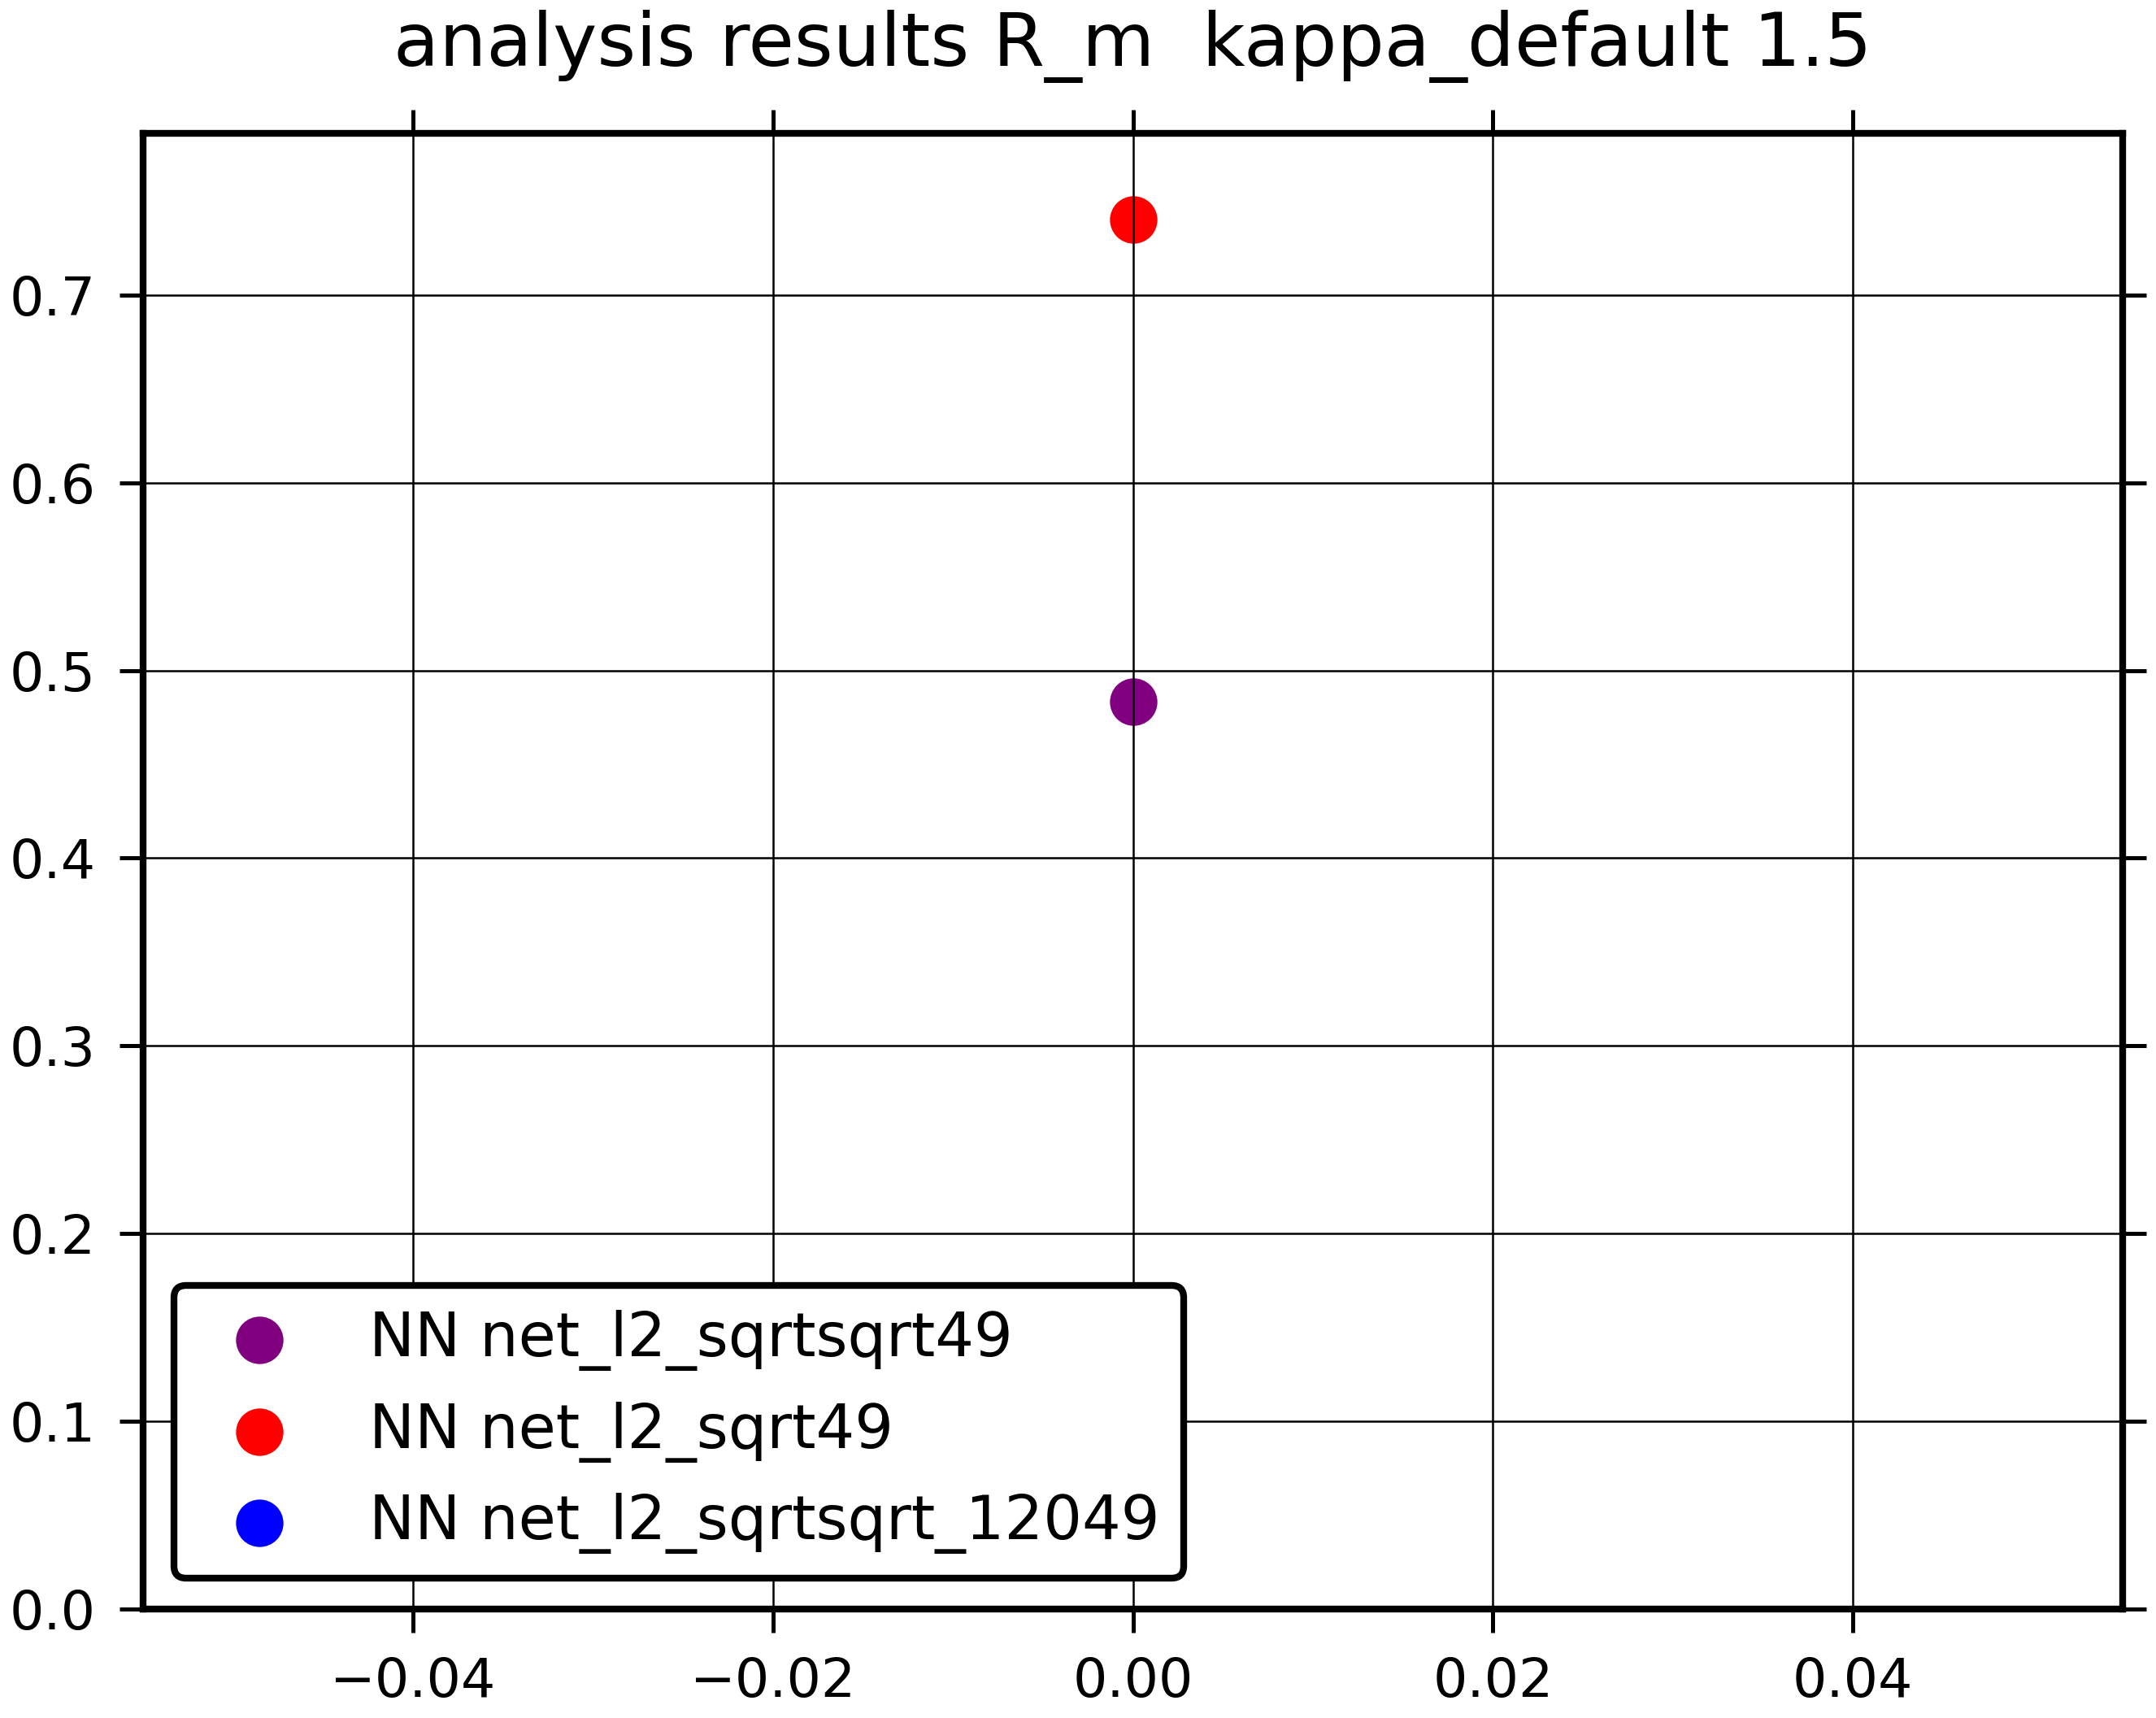 analysis results R_m  kappa_default 1.5
0.7
0.6
0.5
0.4
0.3
0.2
0.1
0.0
NN net_l2_sqrtsqrt49
NN net_l2_sqrt49
NN net_l2_sqrtsqrt_12049
−0.04 −0.02 0.00 0.02 0.04